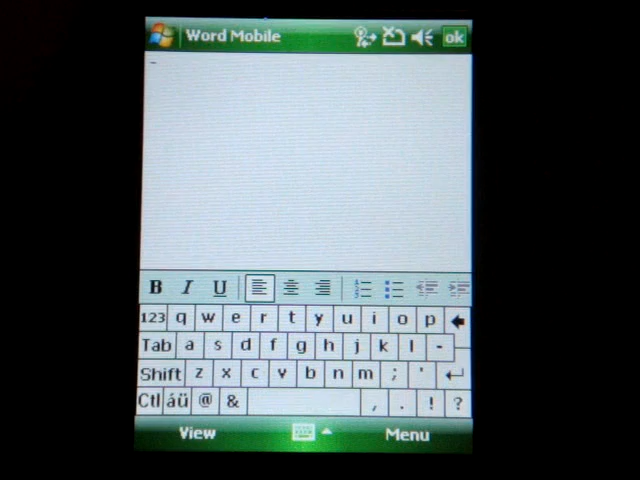 Word Mobile ok
-
B I U
123 q w e r t y u i o p
Tab a s d f g h j k l -
Shift z x c v b n m ; '
Ctl áü @ & , . ! ?
View Menu